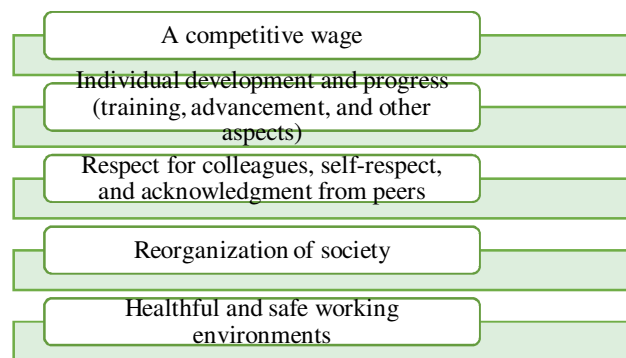 A competitive wage
Individual development and progress
(training, advancement, and other
aspects)
Respect for colleagues, self-respect,
and acknowledgment from peers
Reorganization of society
Healthful and safe working
environments